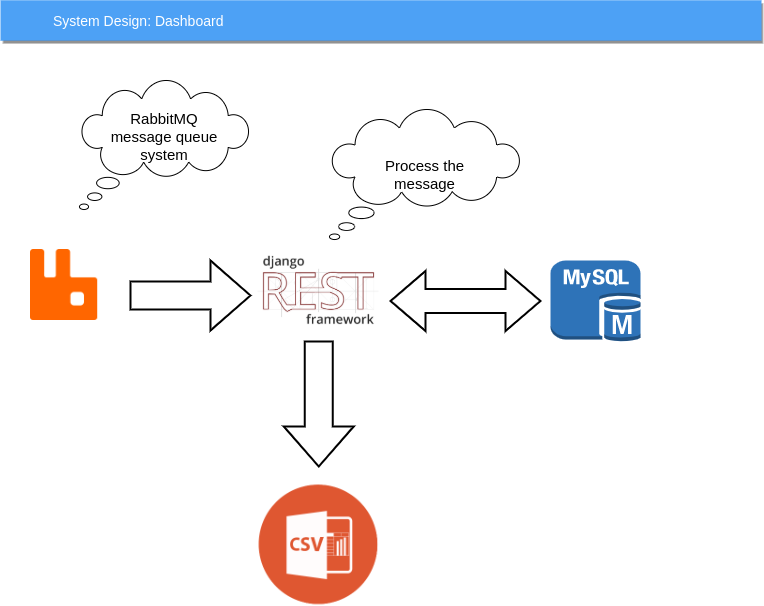 System Design: Dashboard
RabbitMQ
message queue
system
Process the
message
django
REST
framework
MySQL
M
CSV